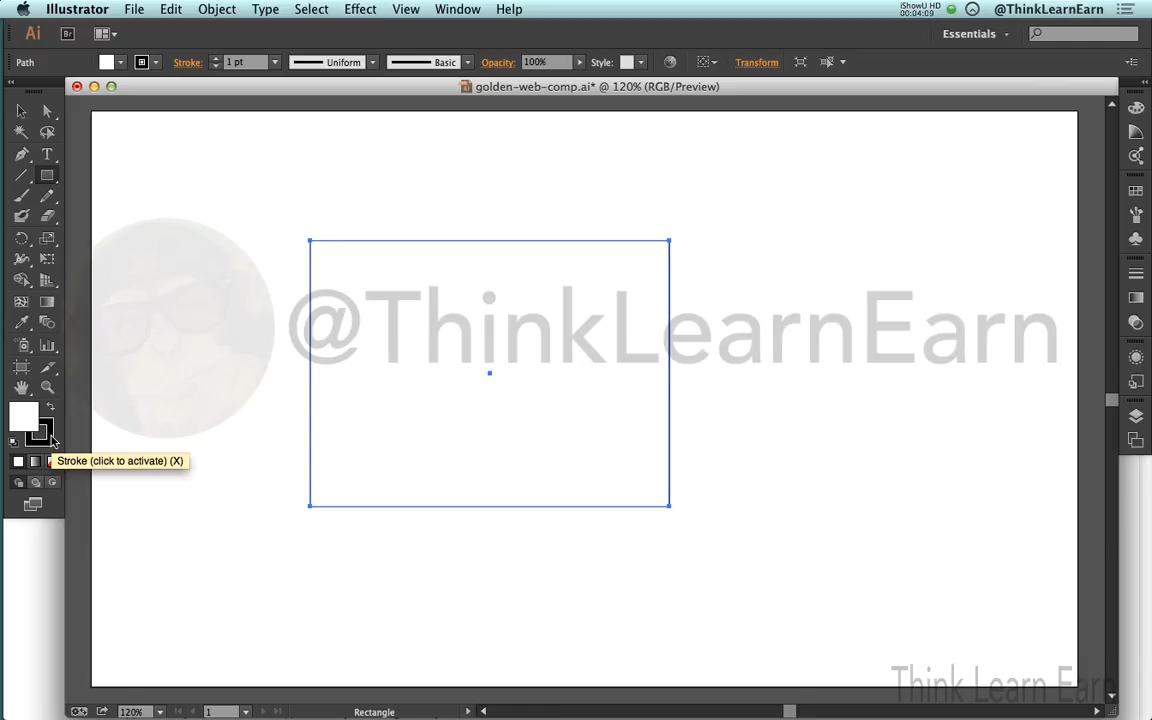 Illustrator File Edit Object Type Select Effect View Window Help iShowU HD 00:04:09 @ThinkLearnEarn
Ai Br Essentials
Path Stroke: 1 pt Uniform Basic Opacity: 100% Style: Transform
golden-web-comp.ai* @ 120% (RGB/Preview)
T
@ThinkLearnEarn
Stroke (click to activate) (X)
Think Learn Earn
120% 1 Rectangle